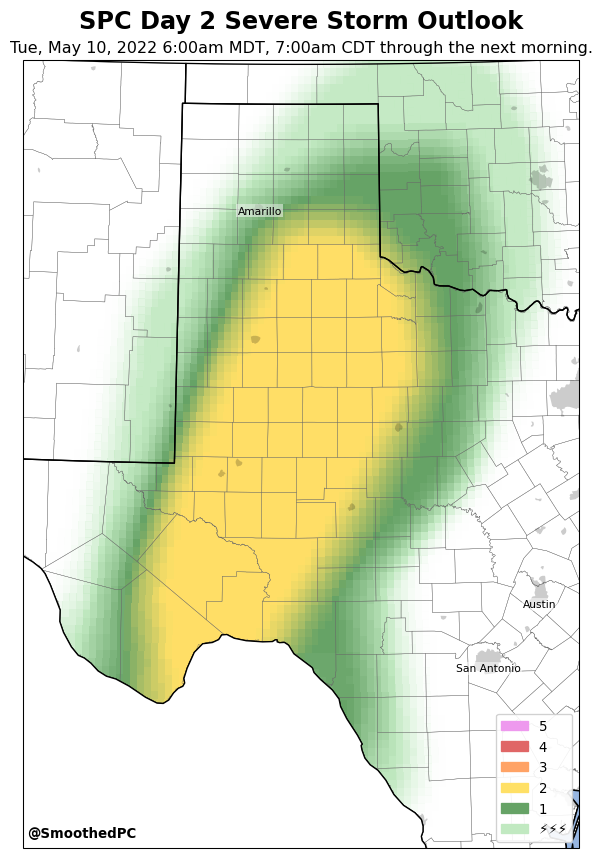 SPC Day 2 Severe Storm Outlook
Tue, May 10, 2022 6:00am MDT, 7:00am CDT through the next morning.
Amarillo
Austin
San Antonio
5
4
3
2
1
⚡⚡⚡
@SmoothedPC